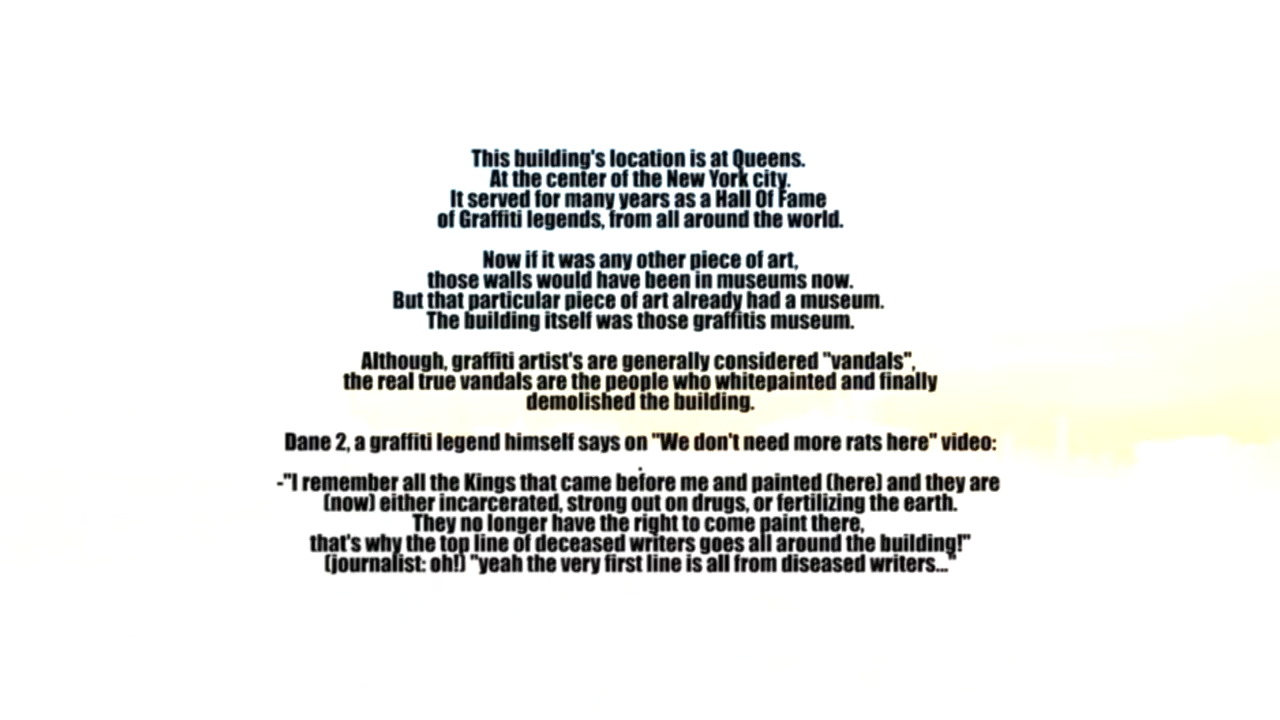 This building's location is at Queens.
At the center of the New York city.
It served for many years as a Hall Of Fame
of Graffiti legends, from all around the world.
Now if it was any other piece of art,
those walls would have been in museums now.
But that particular piece of art already had a museum.
The building itself was those graffitis museum.
Although, graffiti artist's are generally considered "vandals",
the real true vandals are the people who whitepainted and finally
demolished the building.
Dane 2, a graffiti legend himself says on "We don't need more rats here" video:
.
-"I remember all the Kings that came before me and painted (here) and they are
(now) either incarcerated, strong out on drugs, or fertilizing the earth.
They no longer have the right to come paint there,
that's why the top line of deceased writers goes all around the building!"
(journalist: oh!) "yeah the very first line is all from diseased writers..."